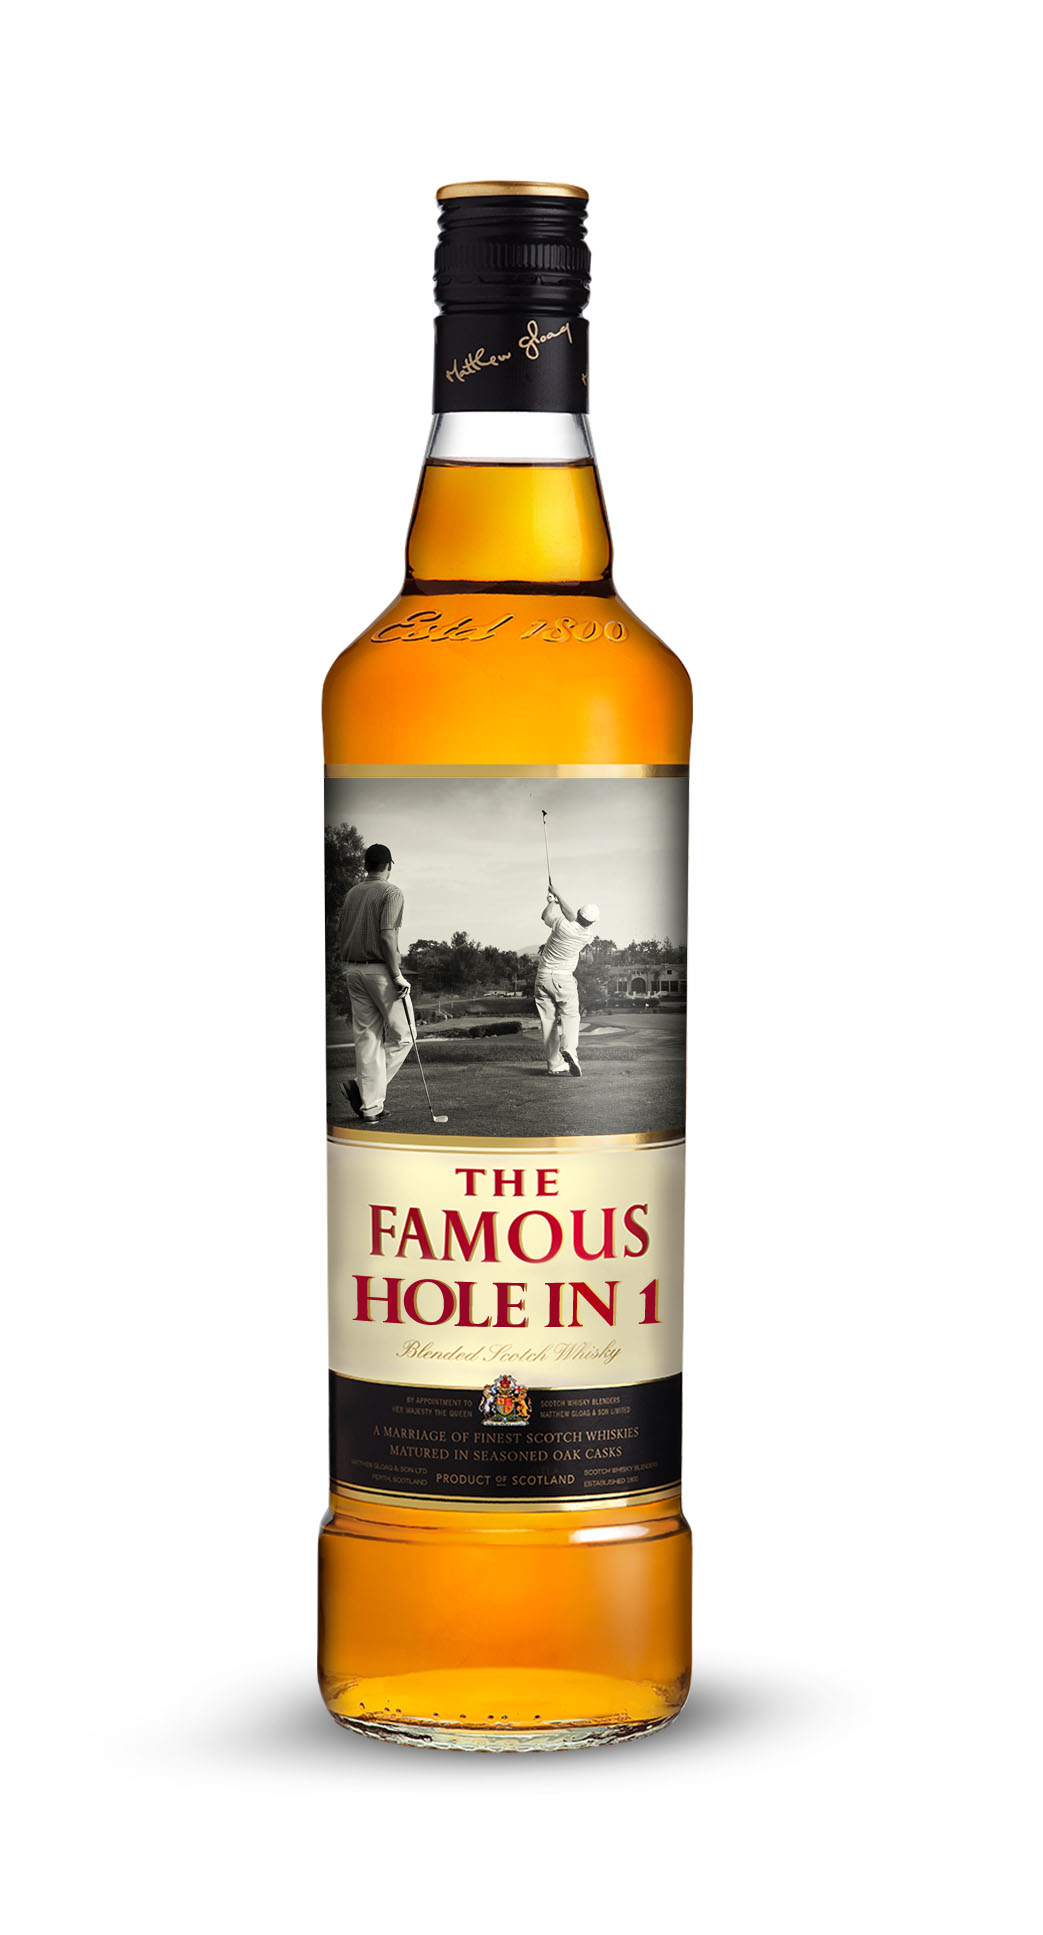 Matthew Gloag
Estd 1800
THE
FAMOUS
HOLE IN 1
Blended Scotch Whisky
BY APPOINTMENT TO
HER MAJESTY THE QUEEN
SCOTCH WHISKY BLENDERS
MATTHEW GLOAG & SON LIMITED
A MARRIAGE OF FINEST SCOTCH WHISKIES
MATURED IN SEASONED OAK CASKS
MATTHEW GLOAG & SON LTD
PERTH, SCOTLAND
PRODUCT OF SCOTLAND
SCOTCH WHISKY BLENDERS
ESTABLISHED 1800